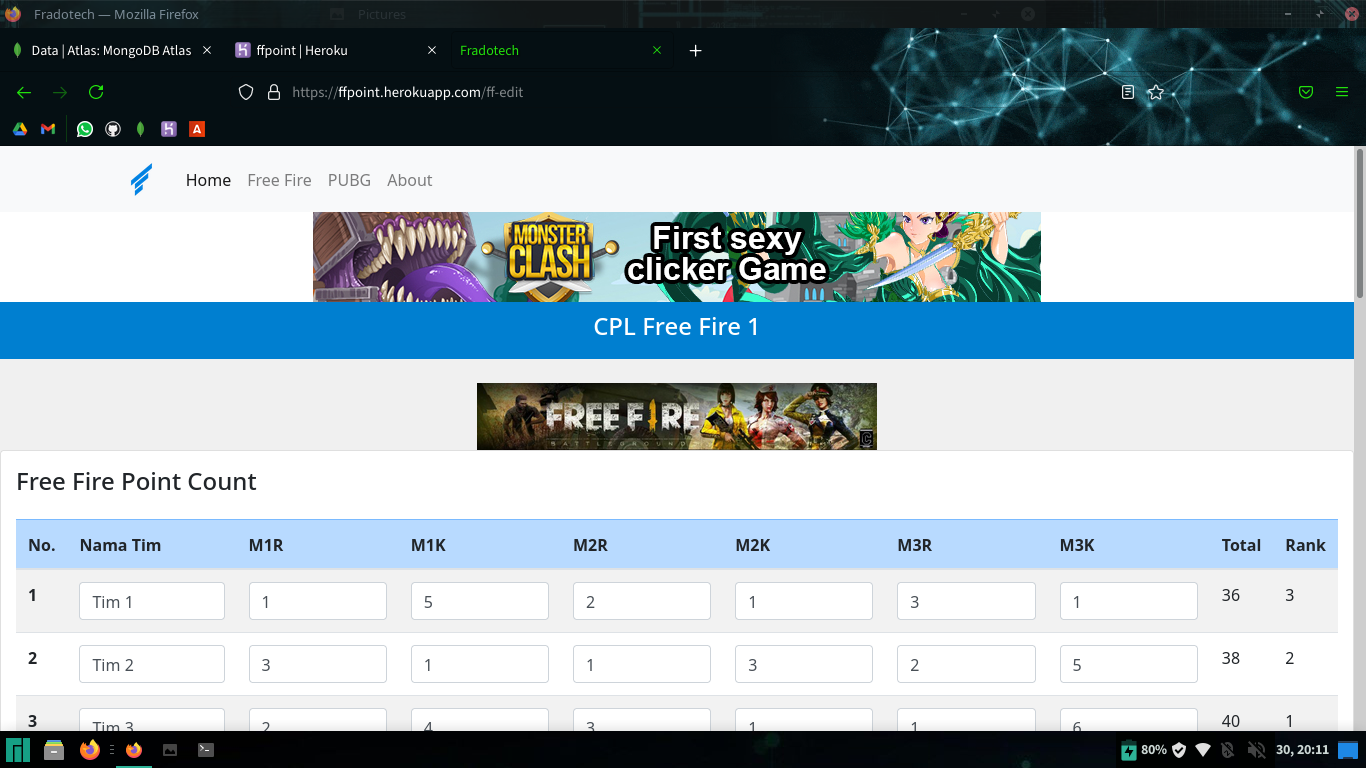 Fradotech — Mozilla Firefox
Pictures
Data | Atlas: MongoDB Atlas
ffpoint | Heroku
Fradotech
https://ffpoint.herokuapp.com/ff-edit
Home Free Fire PUBG About
MONSTER CLASH
First sexy
clicker Game
CPL Free Fire 1
FREE FIRE
BATTLEGROUNDS
Free Fire Point Count
No. Nama Tim M1R M1K M2R M2K M3R M3K Total Rank
1 Tim 1 1 5 2 1 3 1 36 3
2 Tim 2 3 1 1 3 2 5 38 2
3 Tim 3 2 4 3 1 1 6 40 1
80% 30, 20:11